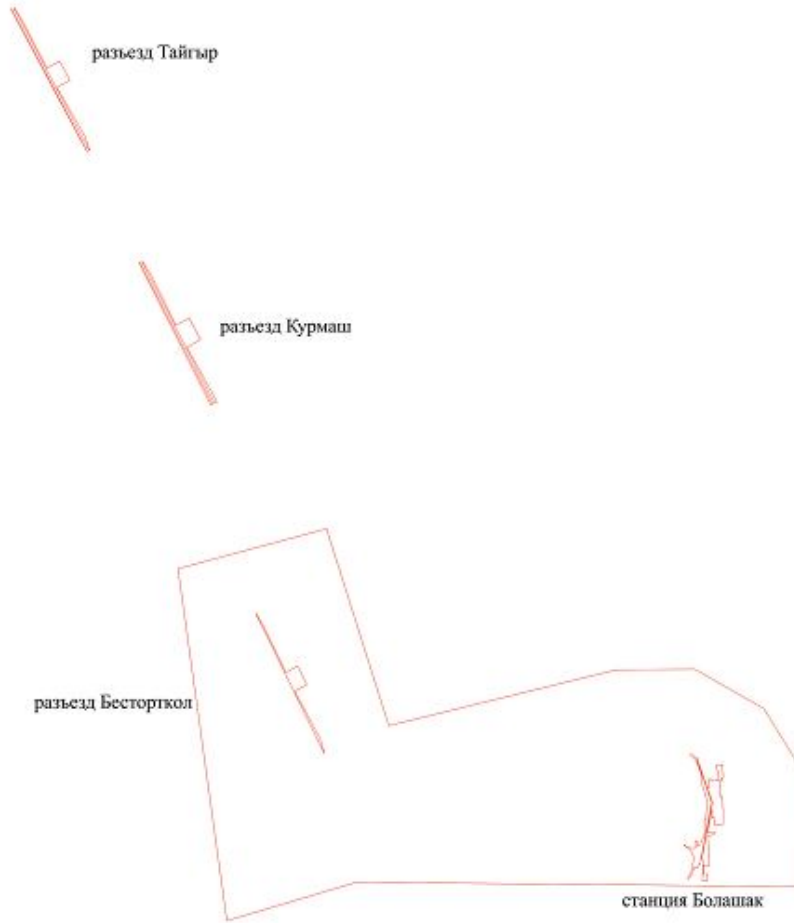 разъезд Тайгыр
разъезд Курмаш
разъезд Бесторткол
станция Болашак